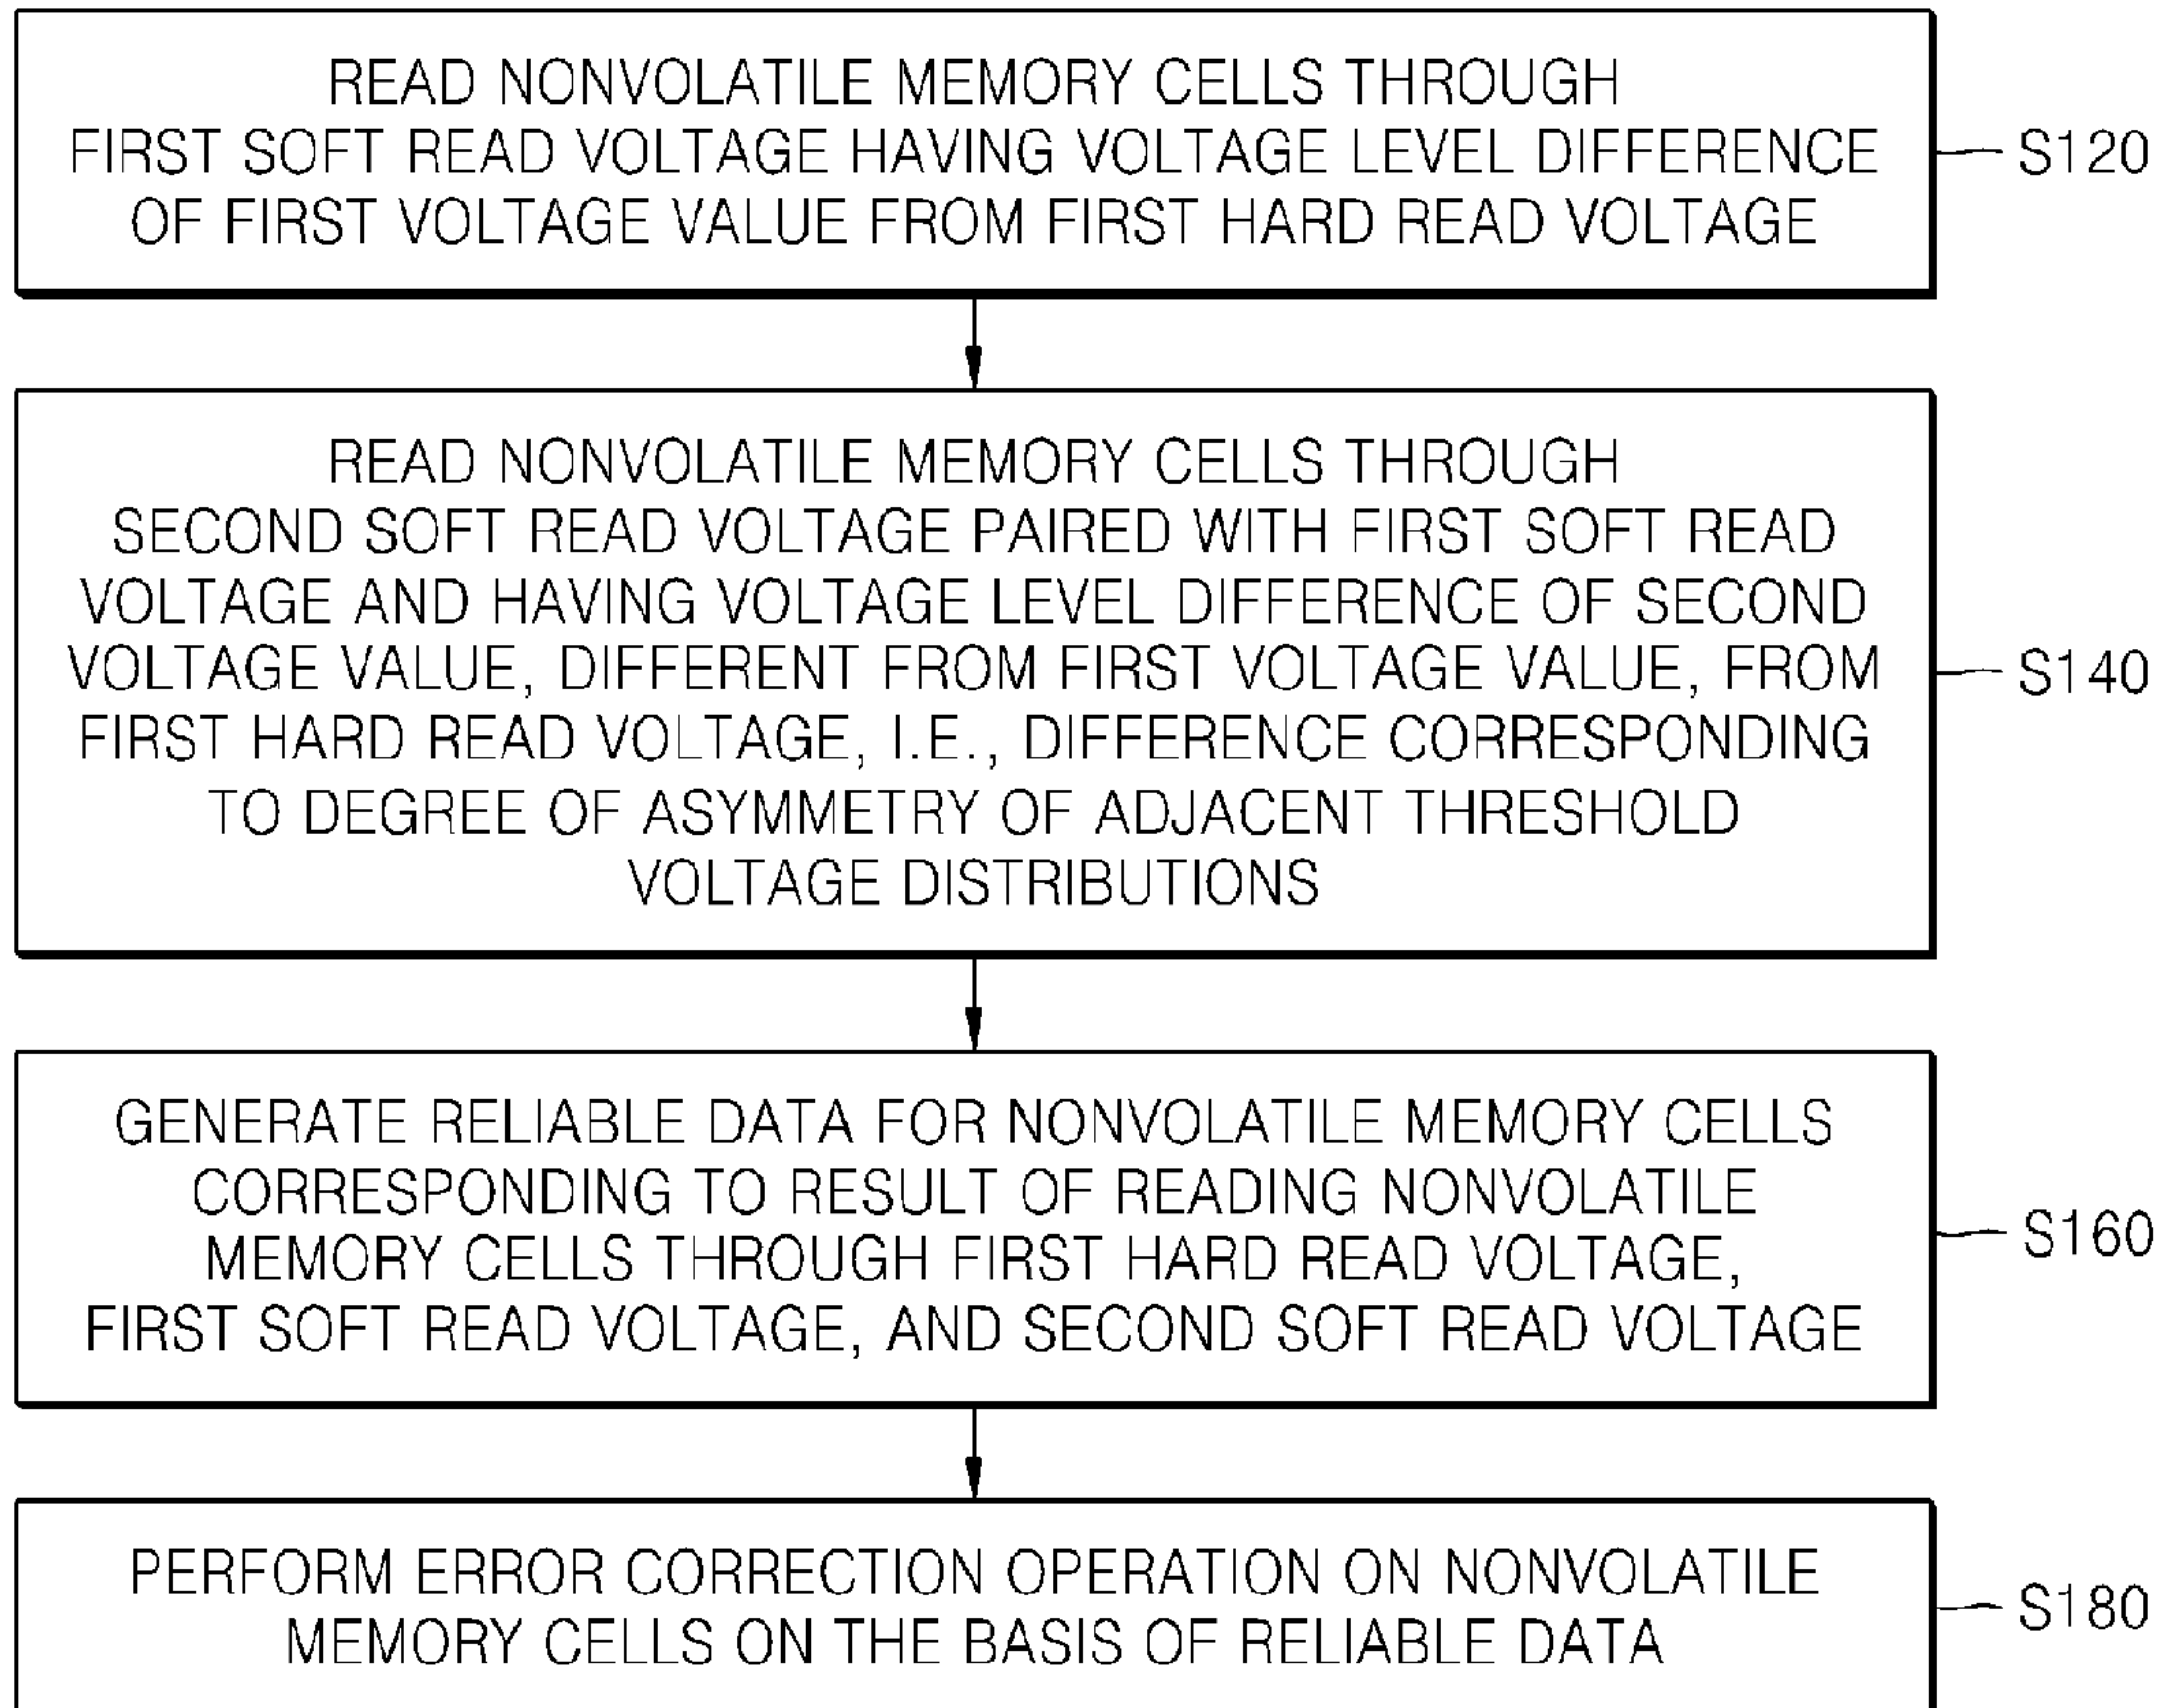 READ NONVOLATILE MEMORY CELLS THROUGH
FIRST SOFT READ VOLTAGE HAVING VOLTAGE LEVEL DIFFERENCE
OF FIRST VOLTAGE VALUE FROM FIRST HARD READ VOLTAGE
S120
READ NONVOLATILE MEMORY CELLS THROUGH
SECOND SOFT READ VOLTAGE PAIRED WITH FIRST SOFT READ
VOLTAGE AND HAVING VOLTAGE LEVEL DIFFERENCE OF SECOND
VOLTAGE VALUE, DIFFERENT FROM FIRST VOLTAGE VALUE, FROM
FIRST HARD READ VOLTAGE, I.E., DIFFERENCE CORRESPONDING
TO DEGREE OF ASYMMETRY OF ADJACENT THRESHOLD
VOLTAGE DISTRIBUTIONS
S140
GENERATE RELIABLE DATA FOR NONVOLATILE MEMORY CELLS
CORRESPONDING TO RESULT OF READING NONVOLATILE
MEMORY CELLS THROUGH FIRST HARD READ VOLTAGE,
FIRST SOFT READ VOLTAGE, AND SECOND SOFT READ VOLTAGE
S160
PERFORM ERROR CORRECTION OPERATION ON NONVOLATILE
MEMORY CELLS ON THE BASIS OF RELIABLE DATA
S180